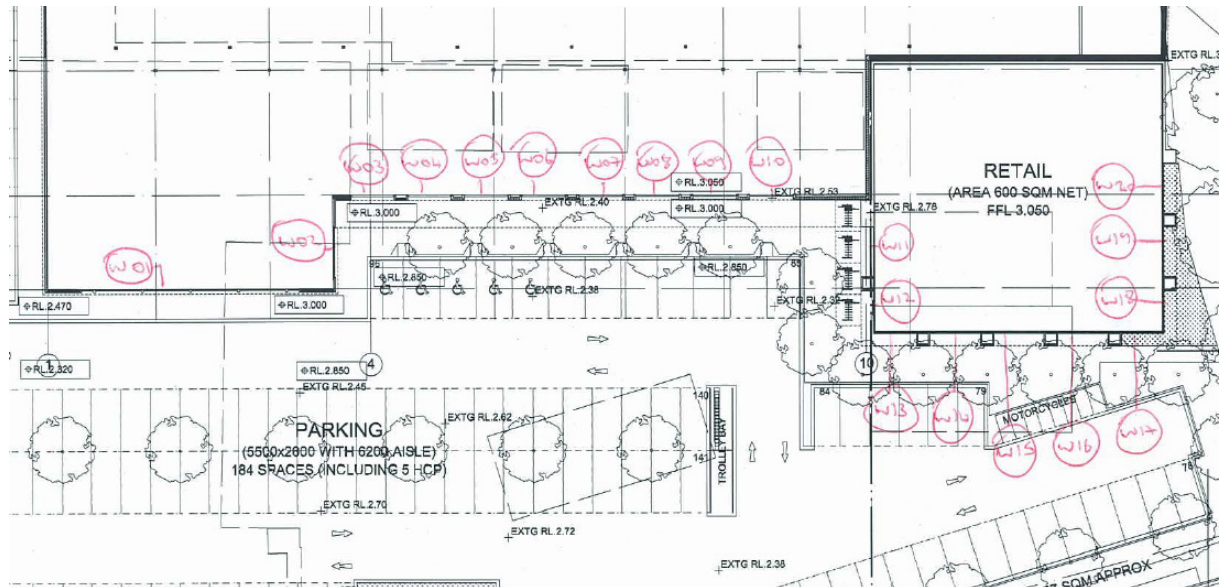 EXTG RL.3
W03 W04 W05 W06 W07 W08 W09 W10
RL.3.050
EXTG RL.2.53
RETAIL
(AREA 600 SQM NET)
FFL 3.050
W20
RL.3.000
EXTG RL.2.40
RL.3.000
EXTG RL.2.78
W02
W11
W19
W01
96
RL.2.850
RL.2.850
85
EXTG RL.2.38
RL.2.470
RL.3.000
EXTG RL.2.32
W12
W18
1
4
10
RL.2.320
RL.2.850
EXTG RL.2.45
140
84
79
W13
W14
MOTORCYCLES
W15
W16
W17
EXTG RL.2.62
PARKING
(5500x2600 WITH 6200 AISLE)
184 SPACES (INCLUDING 5 HCP)
TROLLEY BAY
141
78
EXTG RL.2.70
EXTG RL.2.72
EXTG RL.2.38
SQM APPROX